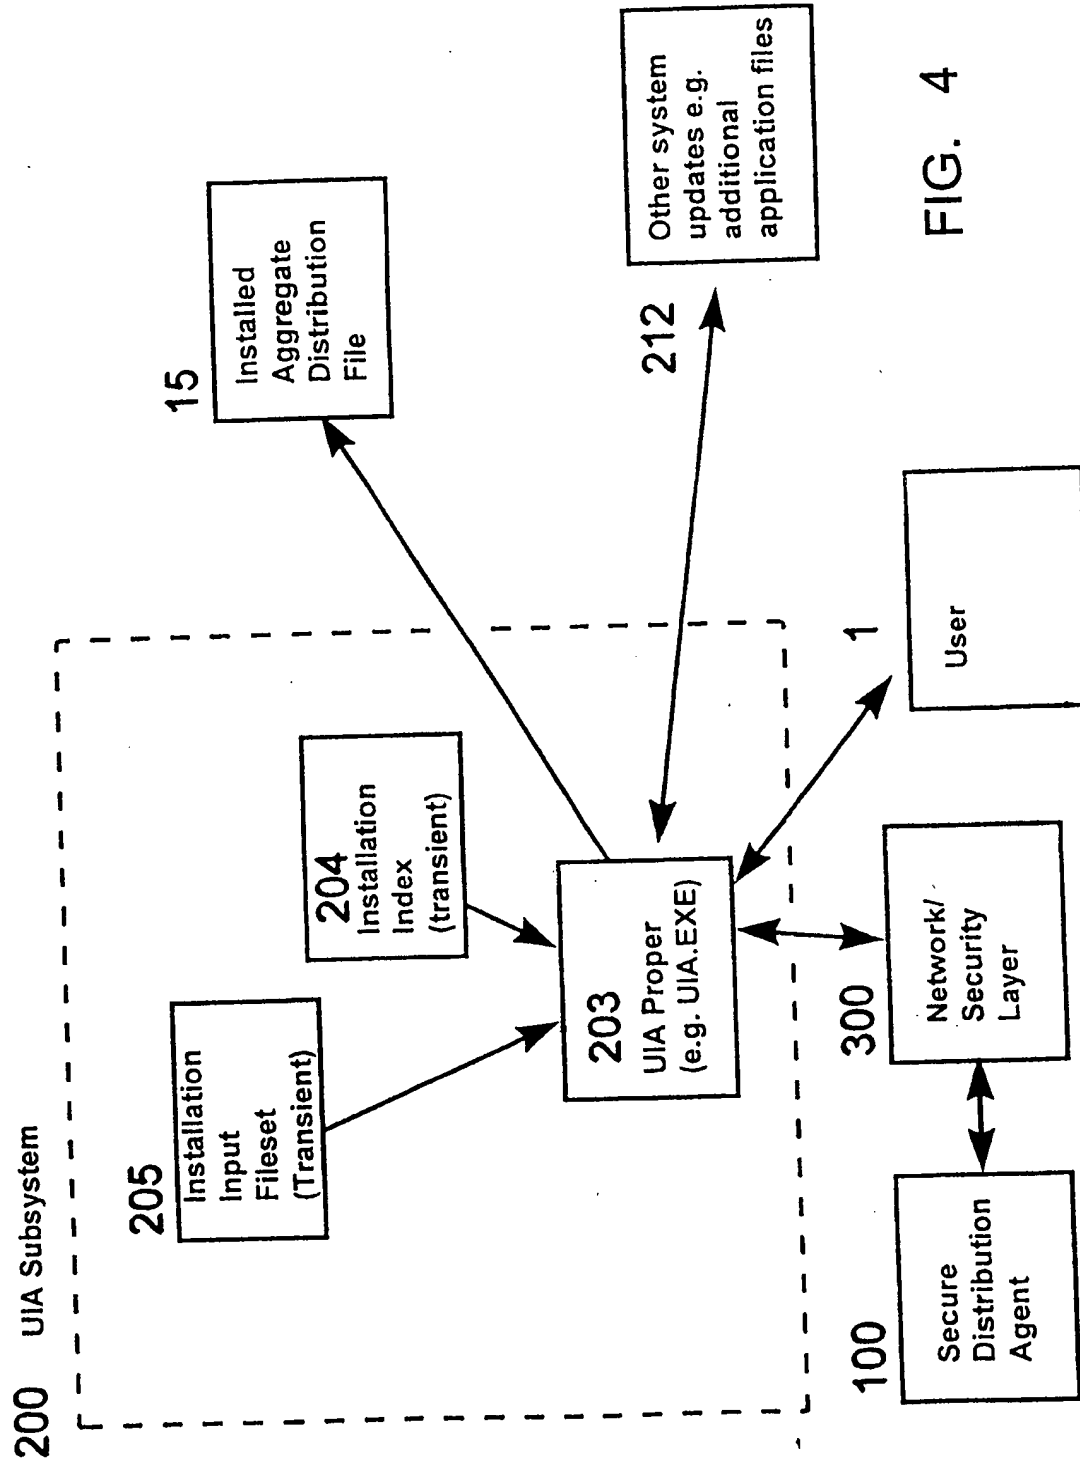 200 UIA Subsystem
205
Installation
Input
Fileset
(Transient)
204
Installation
Index
(transient)
15
Installed
Aggregate
Distribution
File
203
UIA Proper
(e.g. UIA.EXE)
212
Other system
updates e.g.
additional
application files
100
Secure
Distribution
Agent
300
Network/
Security
Layer
1
User
FIG. 4